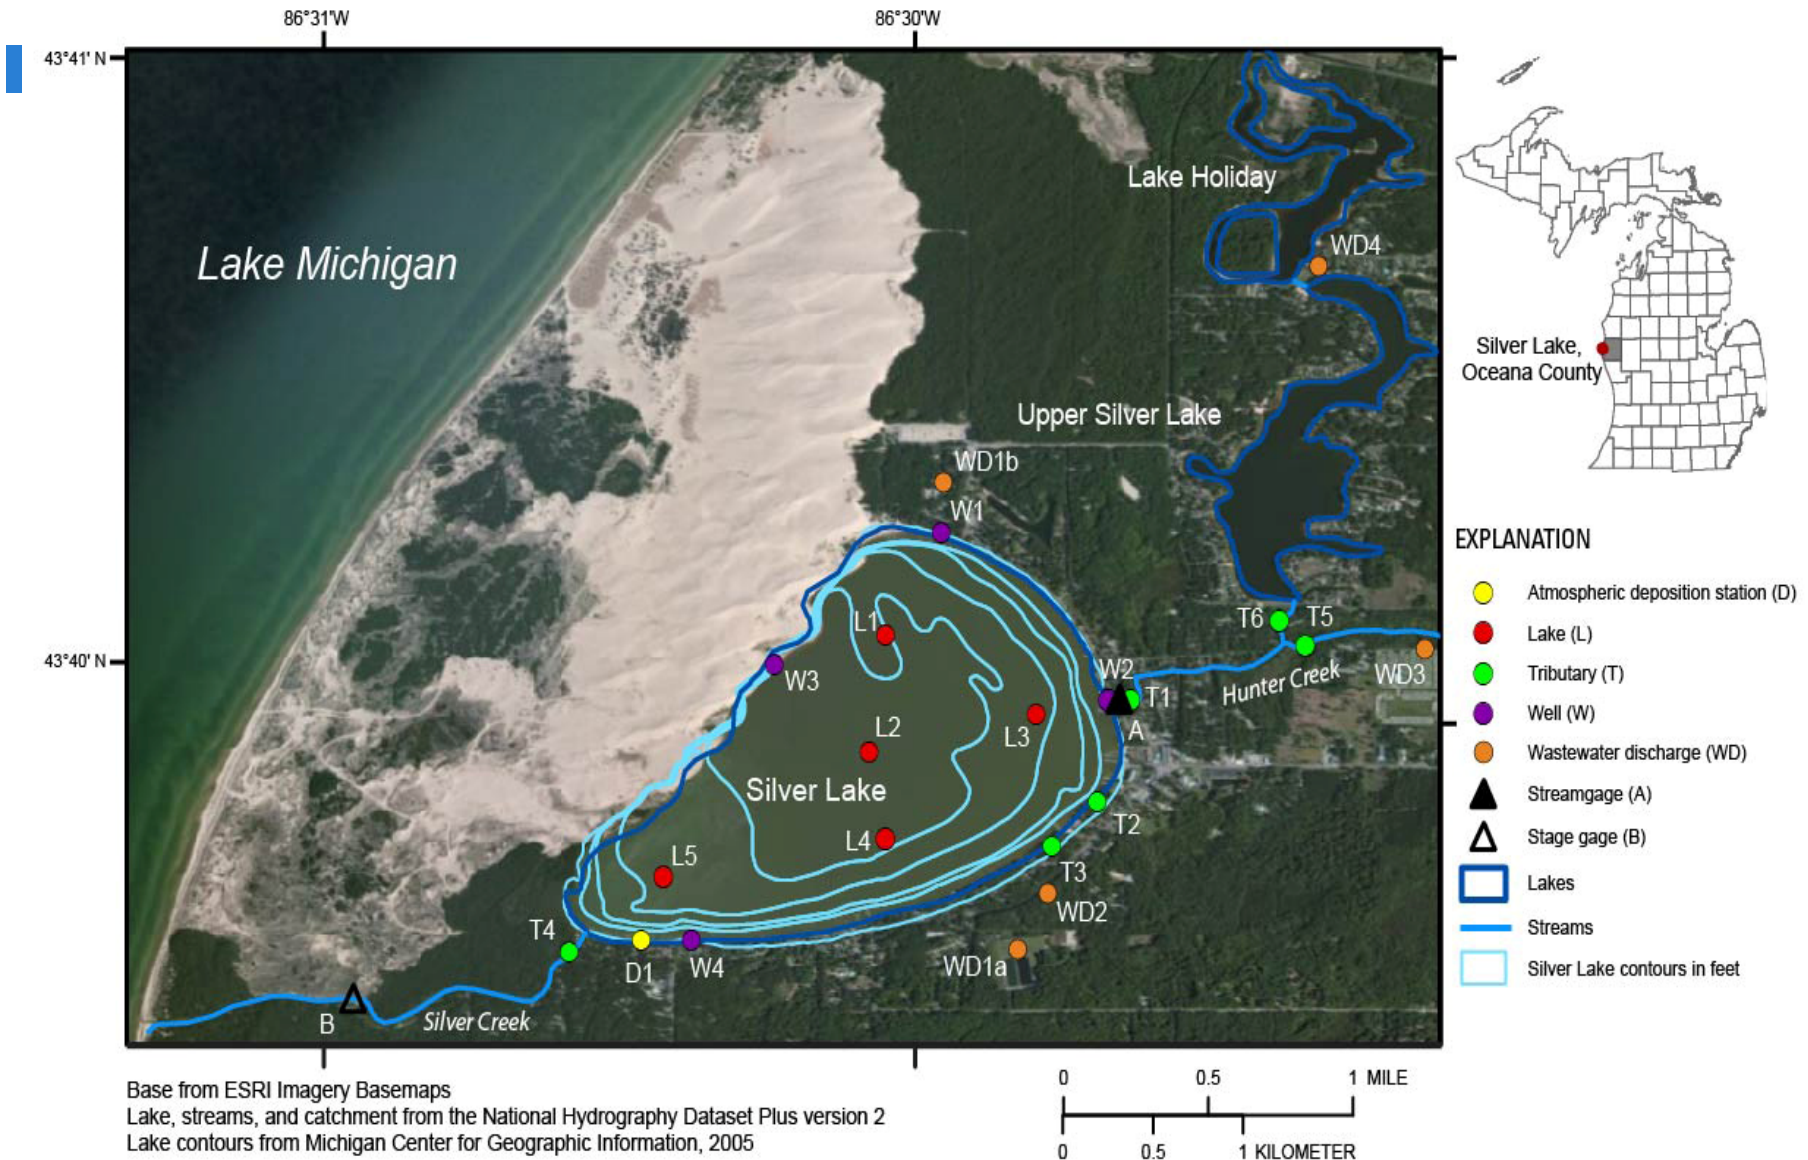 86°31'W
86°30'W
43°41' N
Lake Michigan
Lake Holiday
WD4
Silver Lake,
Oceana County
Upper Silver Lake
WD1b
W1
EXPLANATION
Atmospheric deposition station (D)
L1
T6
T5
Lake (L)
43°40' N
W3
W2
T1
Hunter Creek
WD3
Tributary (T)
L2
L3
A
Well (W)
Wastewater discharge (WD)
Silver Lake
Streamgage (A)
L4
T2
Stage gage (B)
L5
T3
Lakes
WD2
T4
Streams
D1
W4
WD1a
Silver Lake contours in feet
B
Silver Creek
Base from ESRI Imagery Basemaps
Lake, streams, and catchment from the National Hydrography Dataset Plus version 2
Lake contours from Michigan Center for Geographic Information, 2005
0 0.5 1 MILE
0 0.5 1 KILOMETER